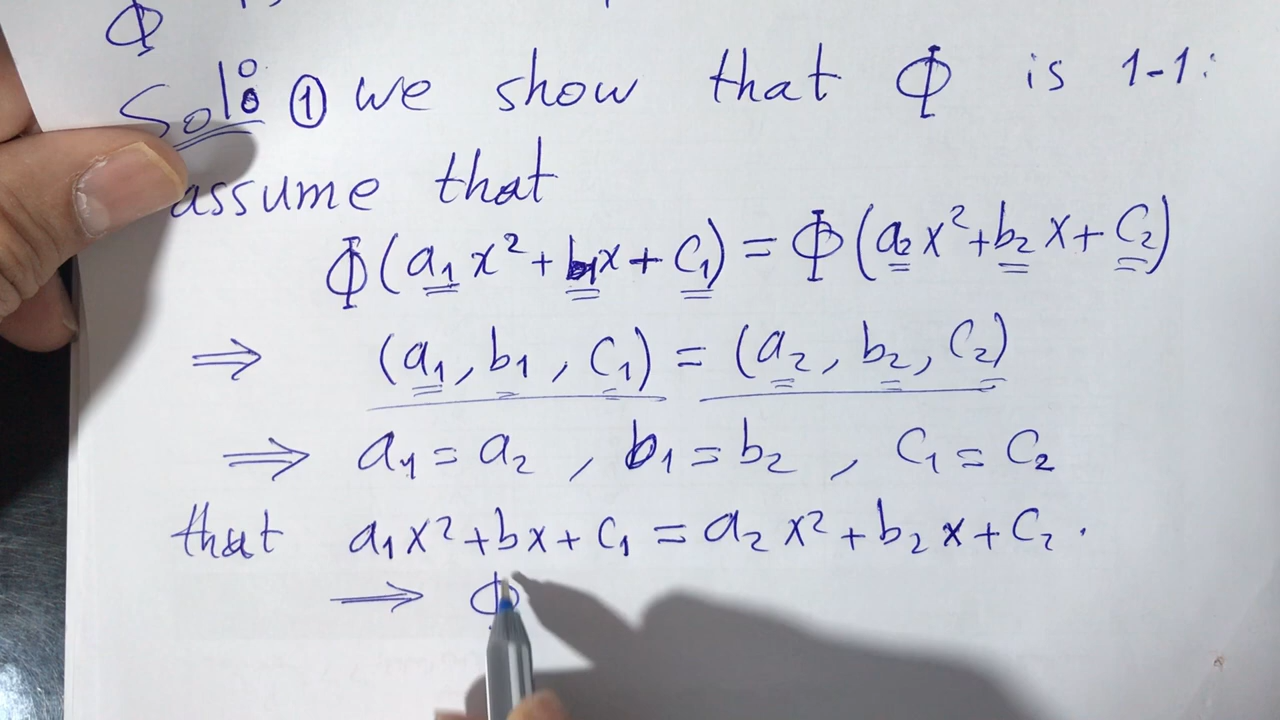 Φ
Sol: ① we show that Φ is 1-1:
assume that
Φ(a₁x²+b₁x+c₁)=Φ(a₂x²+b₂x+c₂)
⇒ (a₁,b₁,c₁)=(a₂,b₂,c₂)
⇒ a₁=a₂, b₁=b₂, c₁=c₂
that a₁x²+bx+c₁=a₂x²+b₂x+c₂.
⇒ Φ